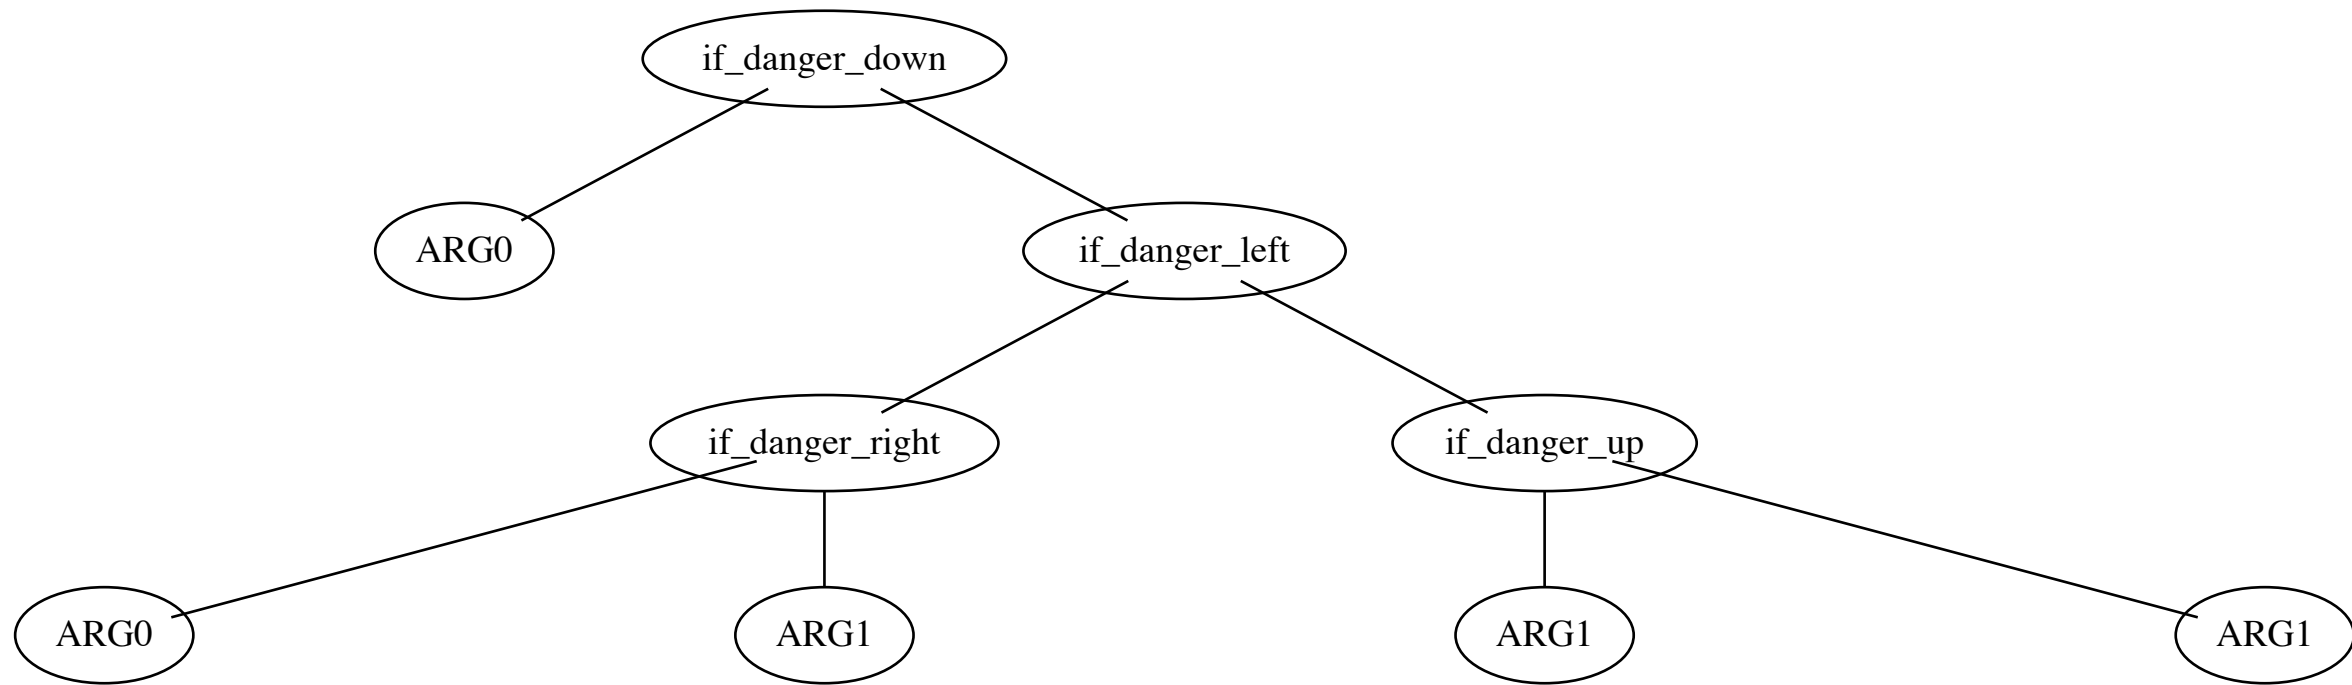 if_danger_down
ARG0
if_danger_left
if_danger_right
if_danger_up
ARG0
ARG1
ARG1
ARG1